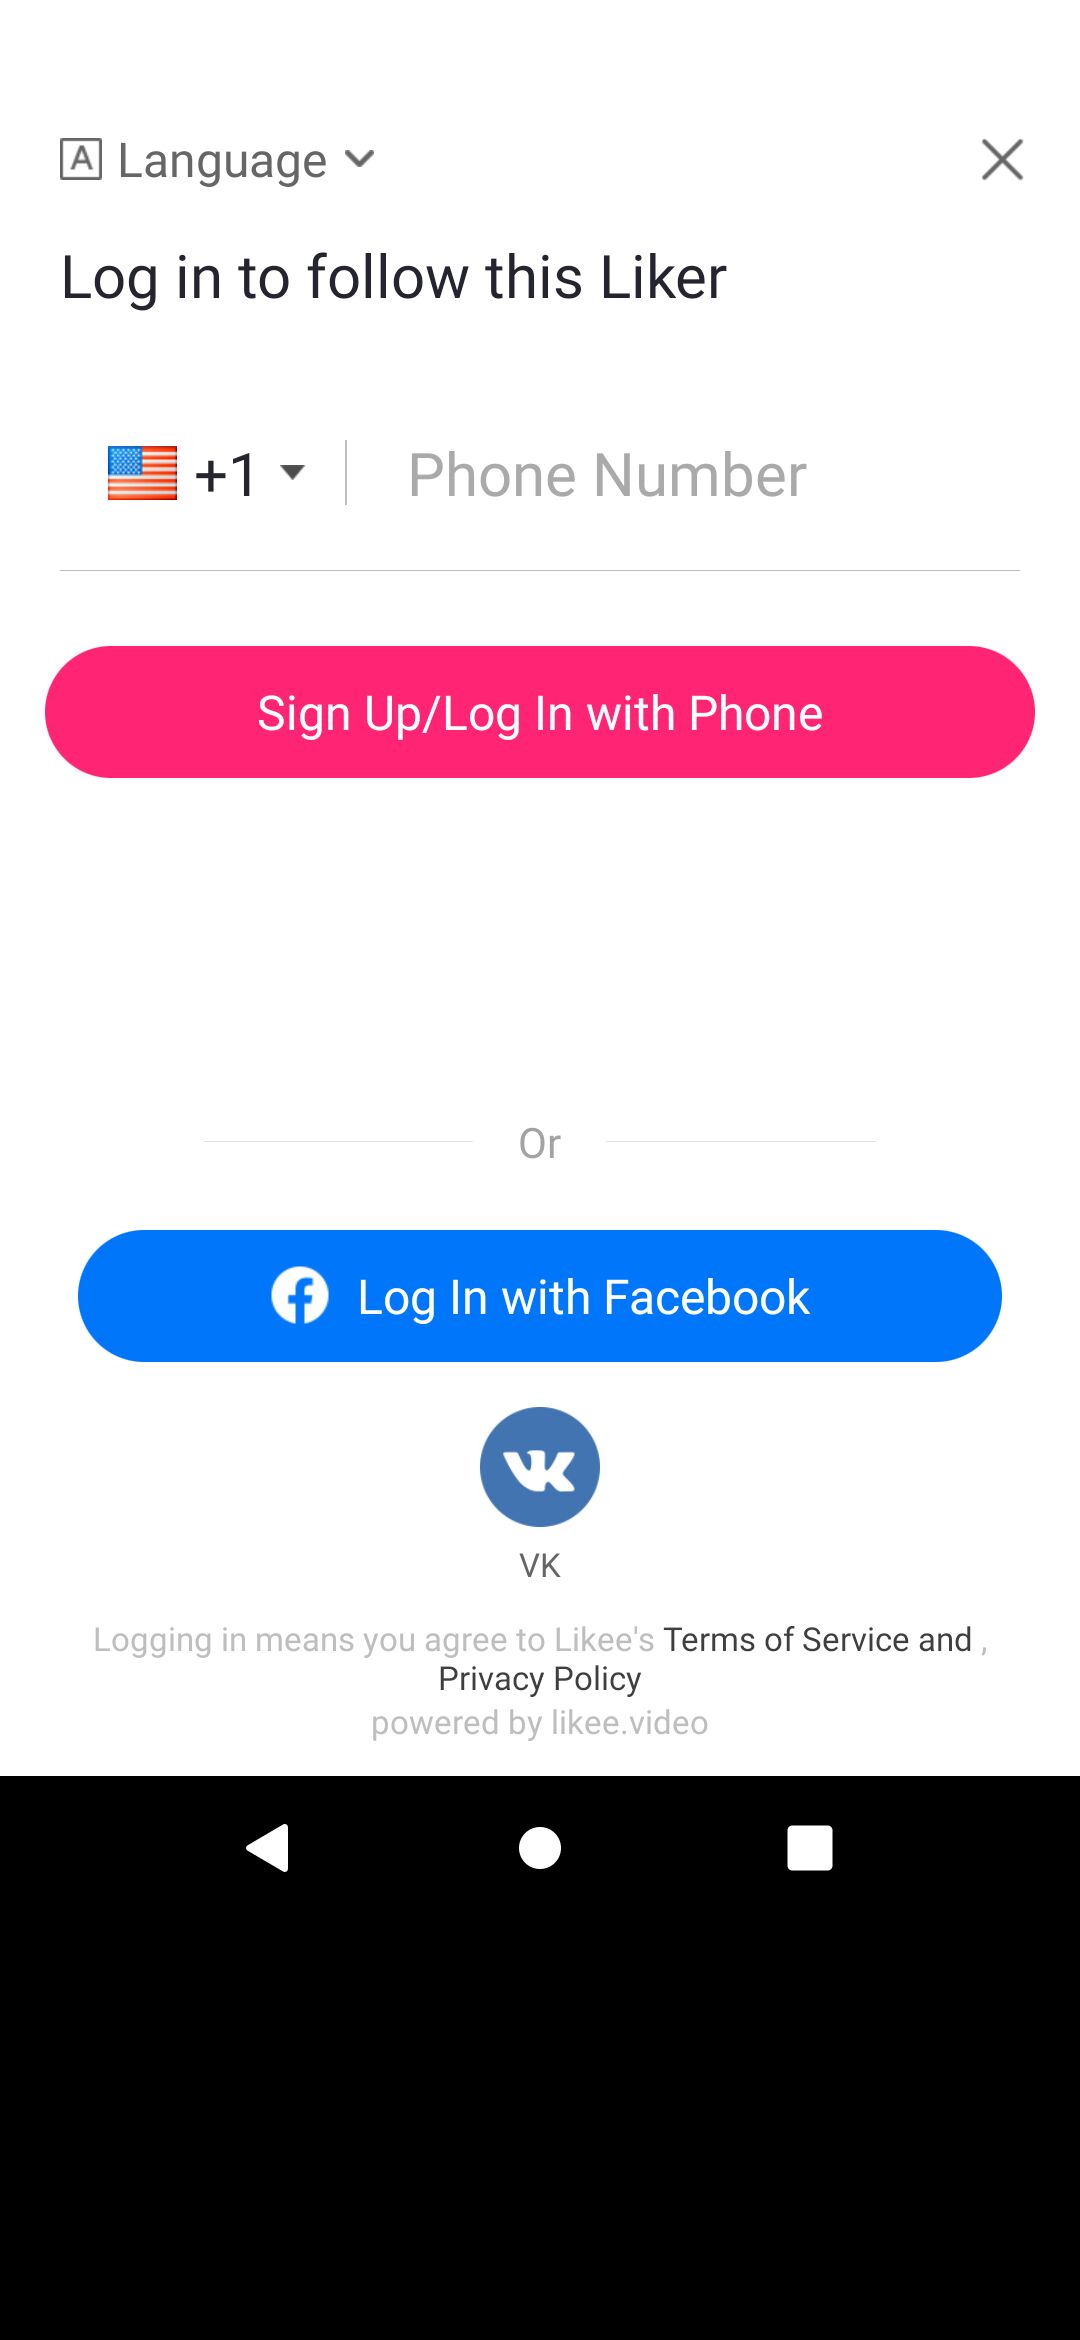 A Language
Log in to follow this Liker
+1 Phone Number
Sign Up/Log In with Phone
Or
Log In with Facebook
VK
Logging in means you agree to Likee's Terms of Service and ,
Privacy Policy
powered by likee.video